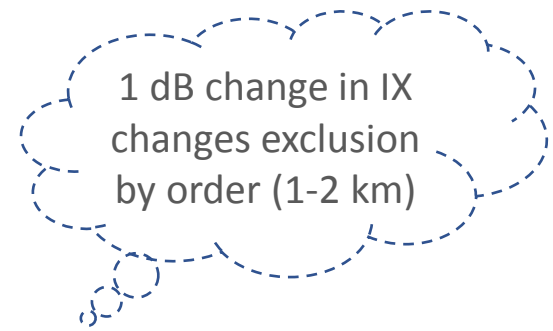 1 dB change in IX
changes exclusion
by order (1-2 km)